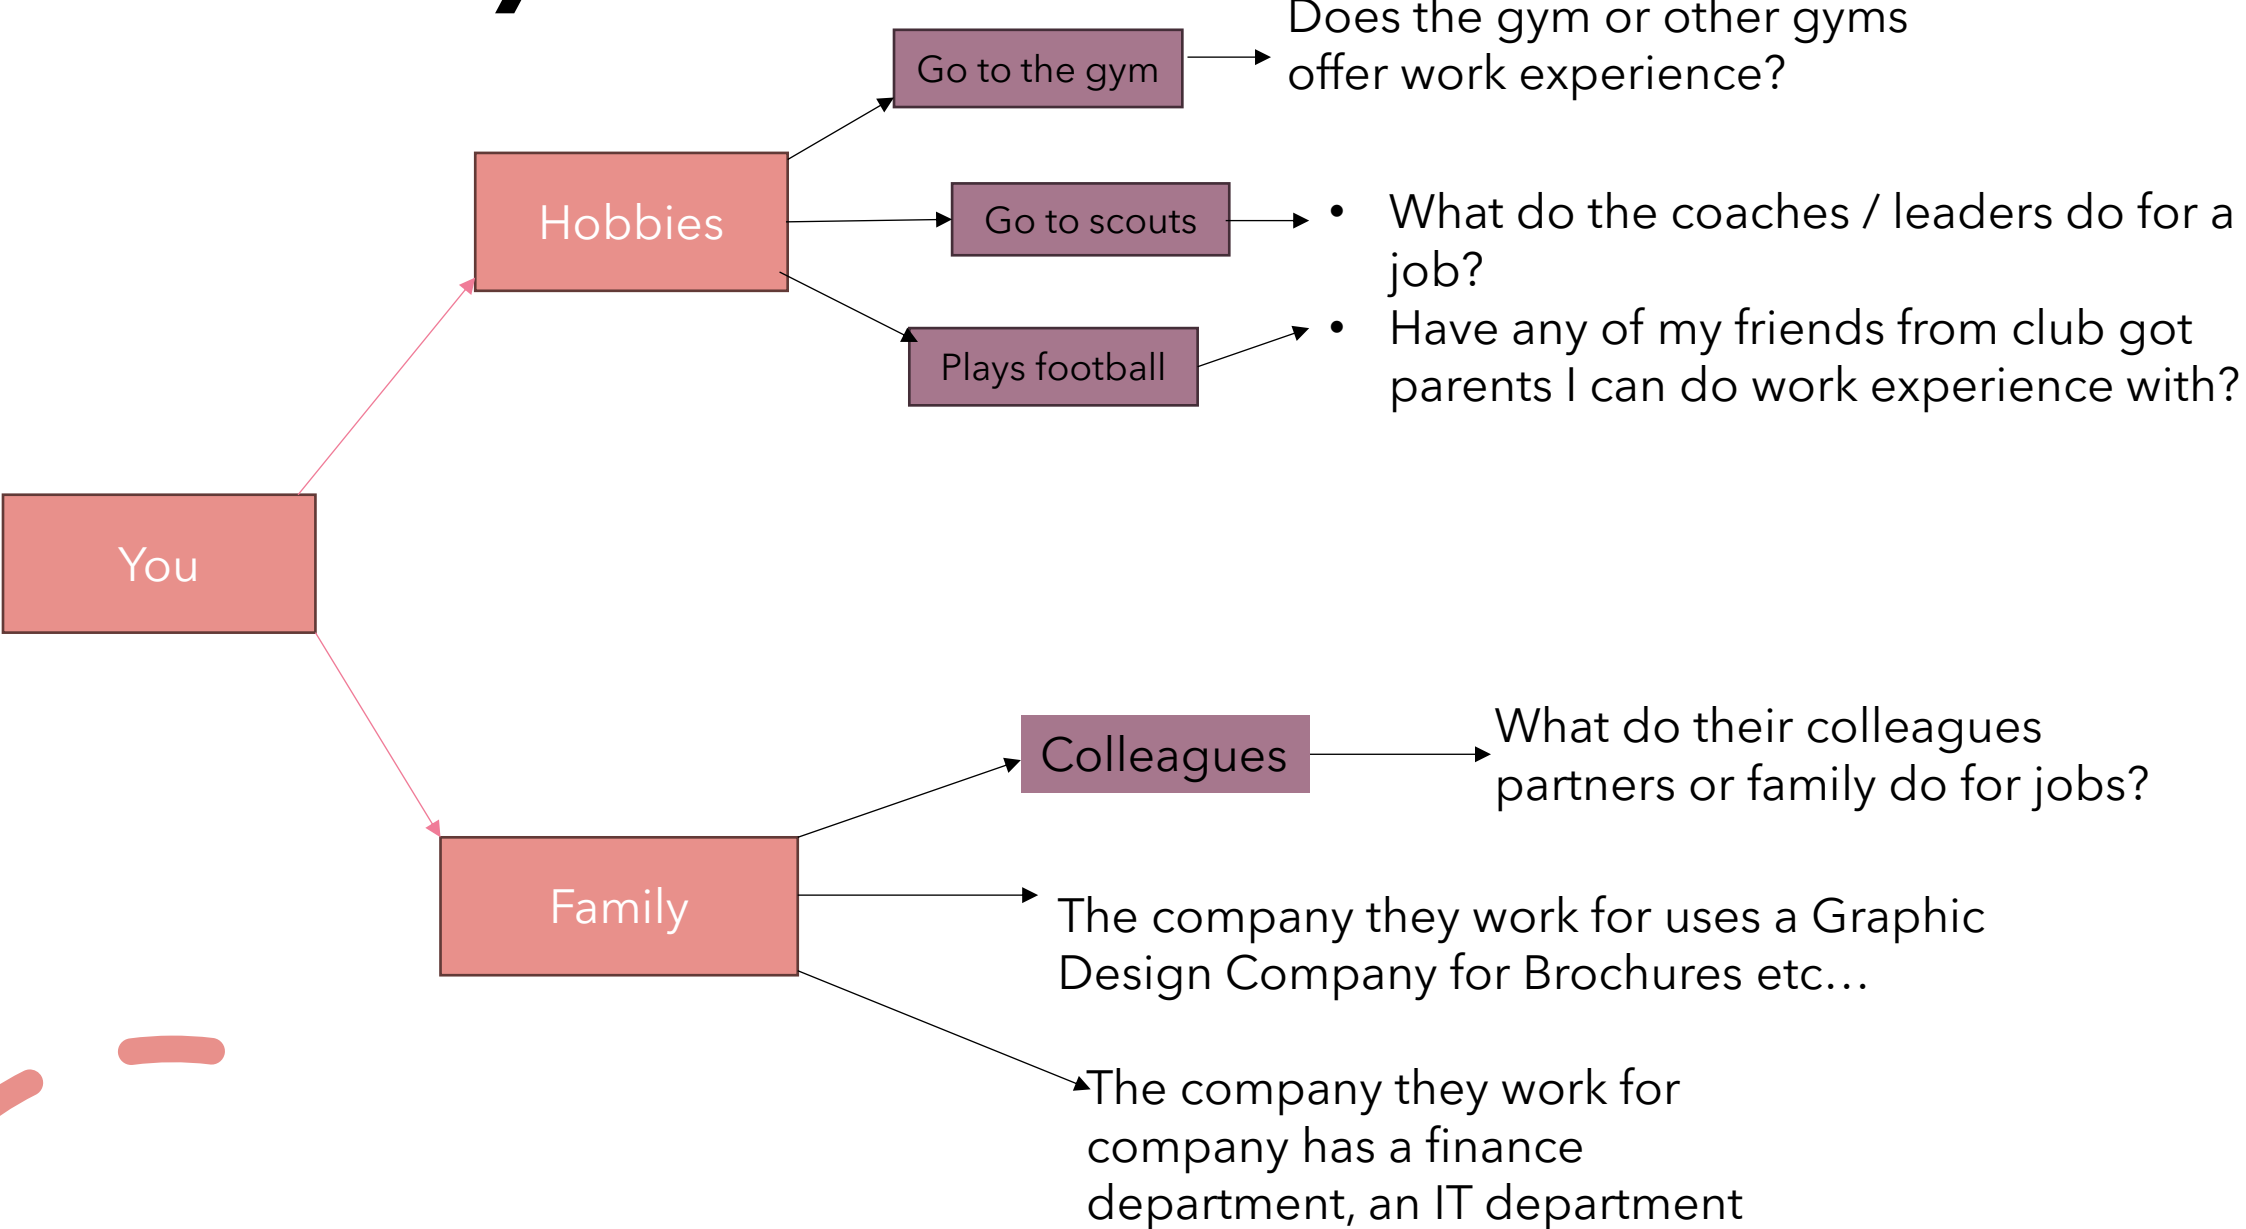 Does the gym or other gyms
offer work experience?
Go to the gym
Hobbies
Go to scouts
• What do the coaches / leaders do for a
job?
• Have any of my friends from club got
parents I can do work experience with?
Plays football
You
Colleagues
What do their colleagues
partners or family do for jobs?
Family
The company they work for uses a Graphic
Design Company for Brochures etc…
The company they work for
company has a finance
department, an IT department